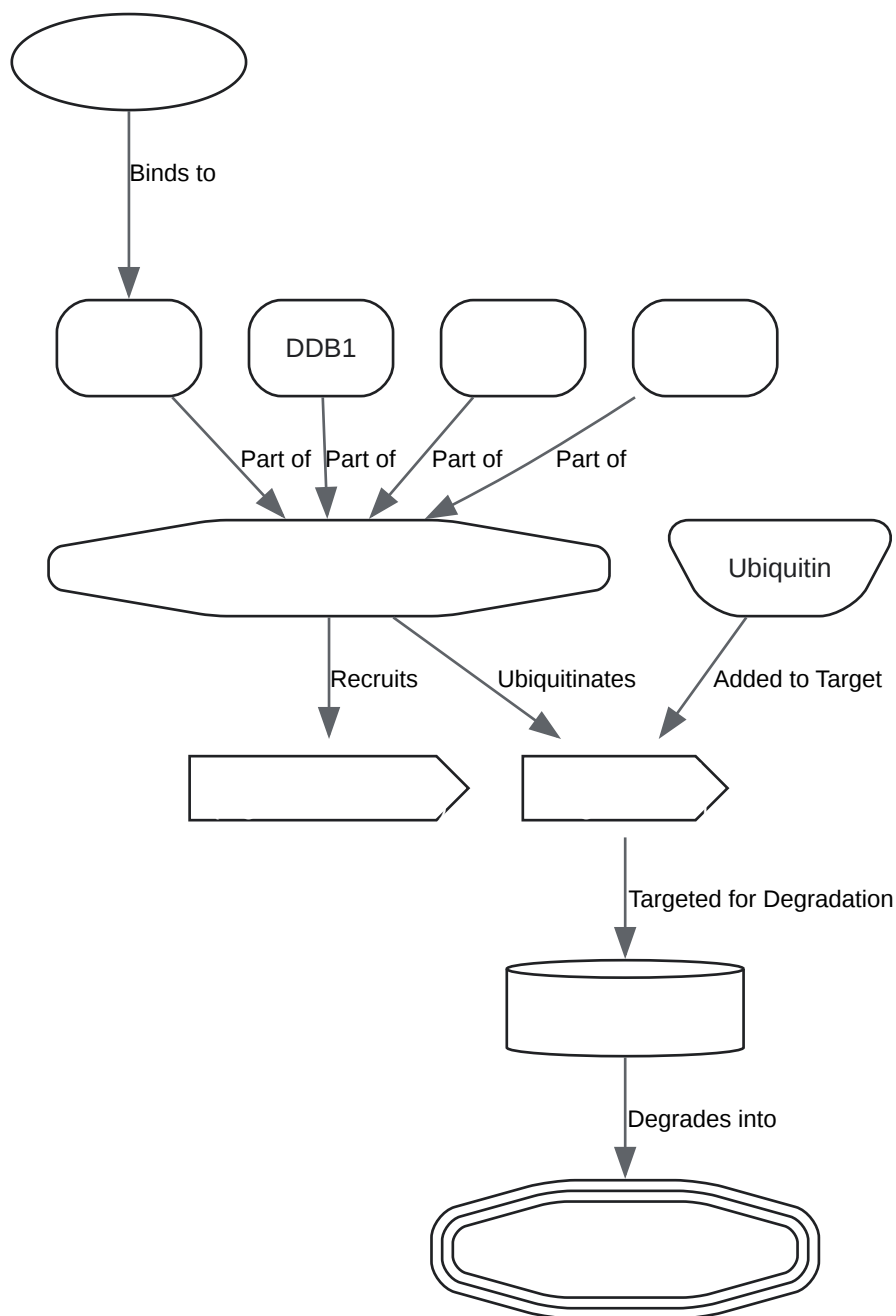 Binds to
DDB1
Part of
Part of
Part of
Part of
Ubiquitin
Recruits
Ubiquitinates
Added to Target
Targeted for Degradation
Degrades into